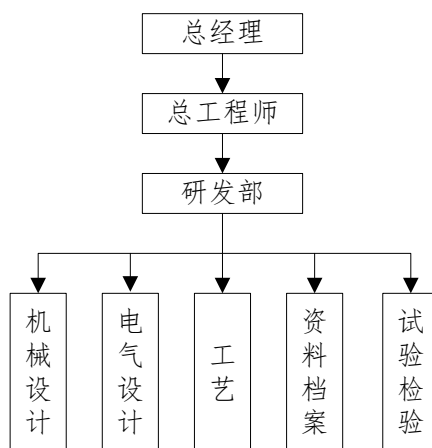 总经理
总工程师
研发部
机械设计
电气设计
工艺
资料档案
试验检验